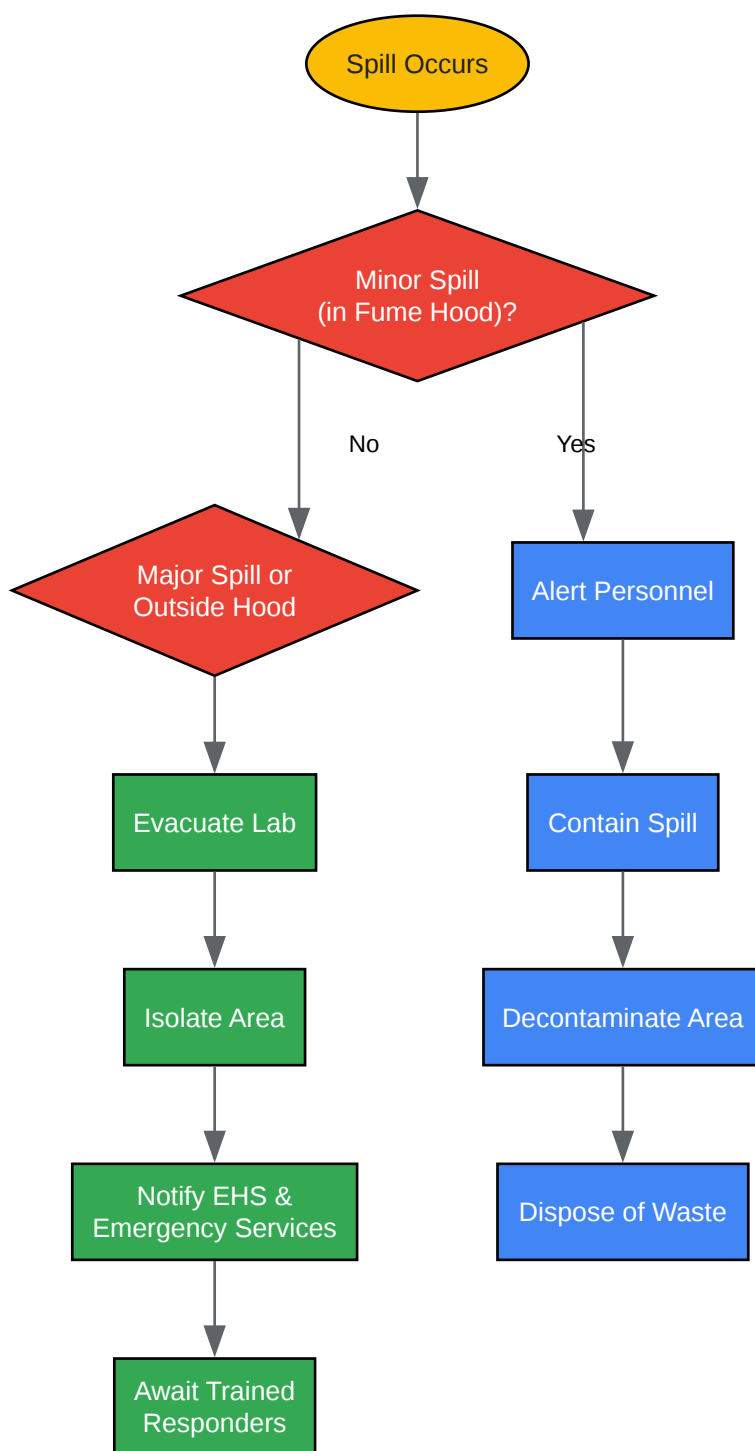 Spill Occurs
Minor Spill
(in Fume Hood)?
No
Yes
Major Spill or
Outside Hood
Alert Personnel
Evacuate Lab
Contain Spill
Isolate Area
Decontaminate Area
Notify EHS &
Emergency Services
Dispose of Waste
Await Trained
Responders